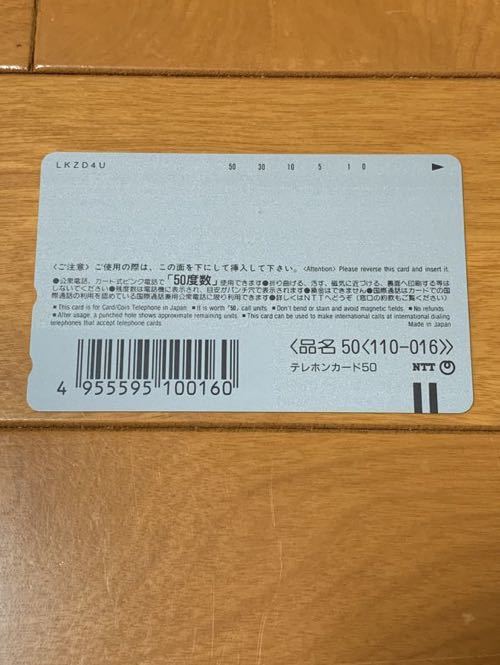 LKZD4U 50 30 10 5 1 0
〈ご注意〉ご使用の際は、この面を下にして挿入して下さい。〈Attention〉Please reverse this card and insert it.
●公衆電話、カード式ピンク電話で「50度数」使用できます●折り曲げる、汚す、磁気に近づける、裏面へ印刷する等は
しないでください●残度数は電話機に表示され、目安がパンチ穴で表示されます●換金はできません●国際通話はカードでの国
際通話の利用を認めている国際通話兼用公衆電話に限り利用できます●詳しくはNTTへどうぞ(窓口の約款もご覧ください)
■This card is for Card/Coin Telephone in Japan ■It is worth "50" call units ■Don't bend or stain and avoid magnetic fields. ■No refunds
■After usage, a punched hole shows approximate remaining units. ■This card can be used to make international calls at international dialing
telephones that accept telephone cards Made in Japan
〈品名 50〈110-016〉〉
テレホンカード50 NTT
4 955595 100160